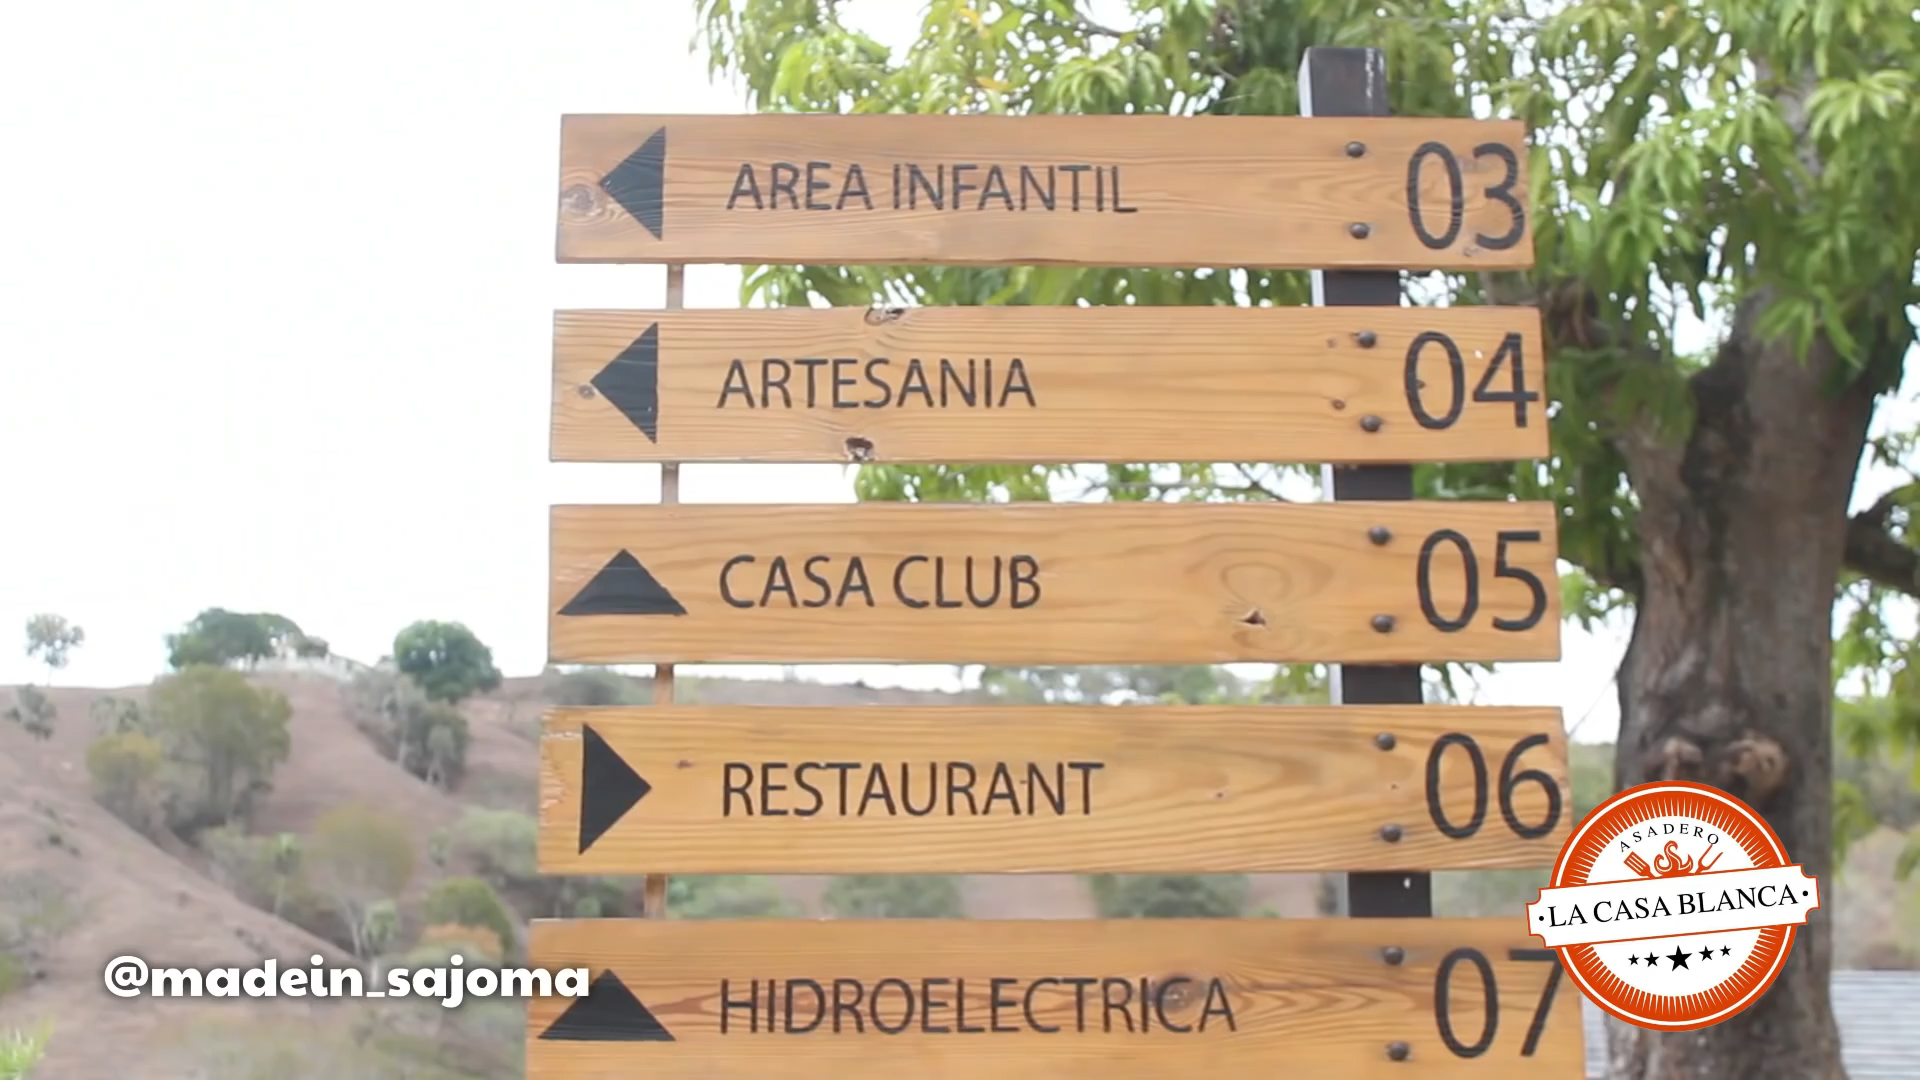 AREA INFANTIL 03
ARTESANIA 04
CASA CLUB 05
RESTAURANT 06
HIDROELECTRICA 07
@madein_sajoma
ASADERO
·LA CASA BLANCA·